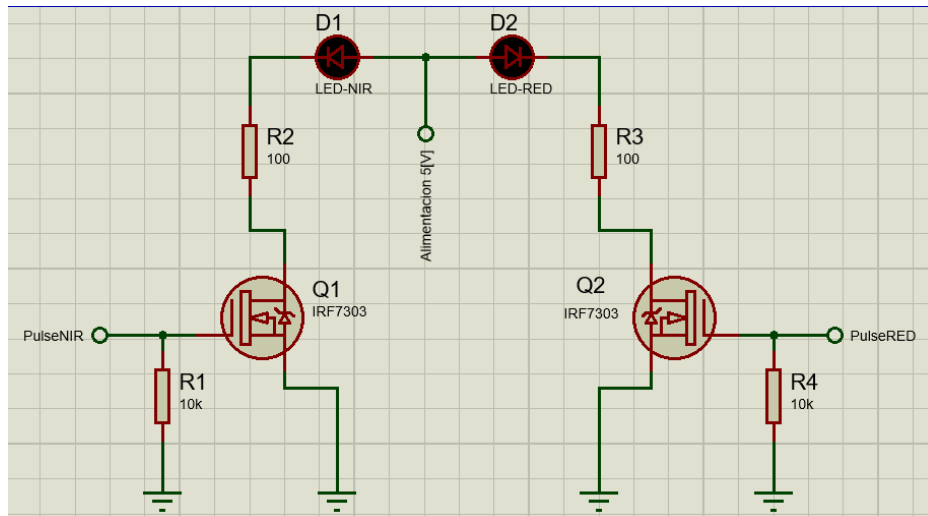 D1
LED-NIR
D2
LED-RED
R2
100
Alimentacion 5[V]
R3
100
Q1
IRF7303
Q2
IRF7303
PulseNIR
PulseRED
R1
10k
R4
10k